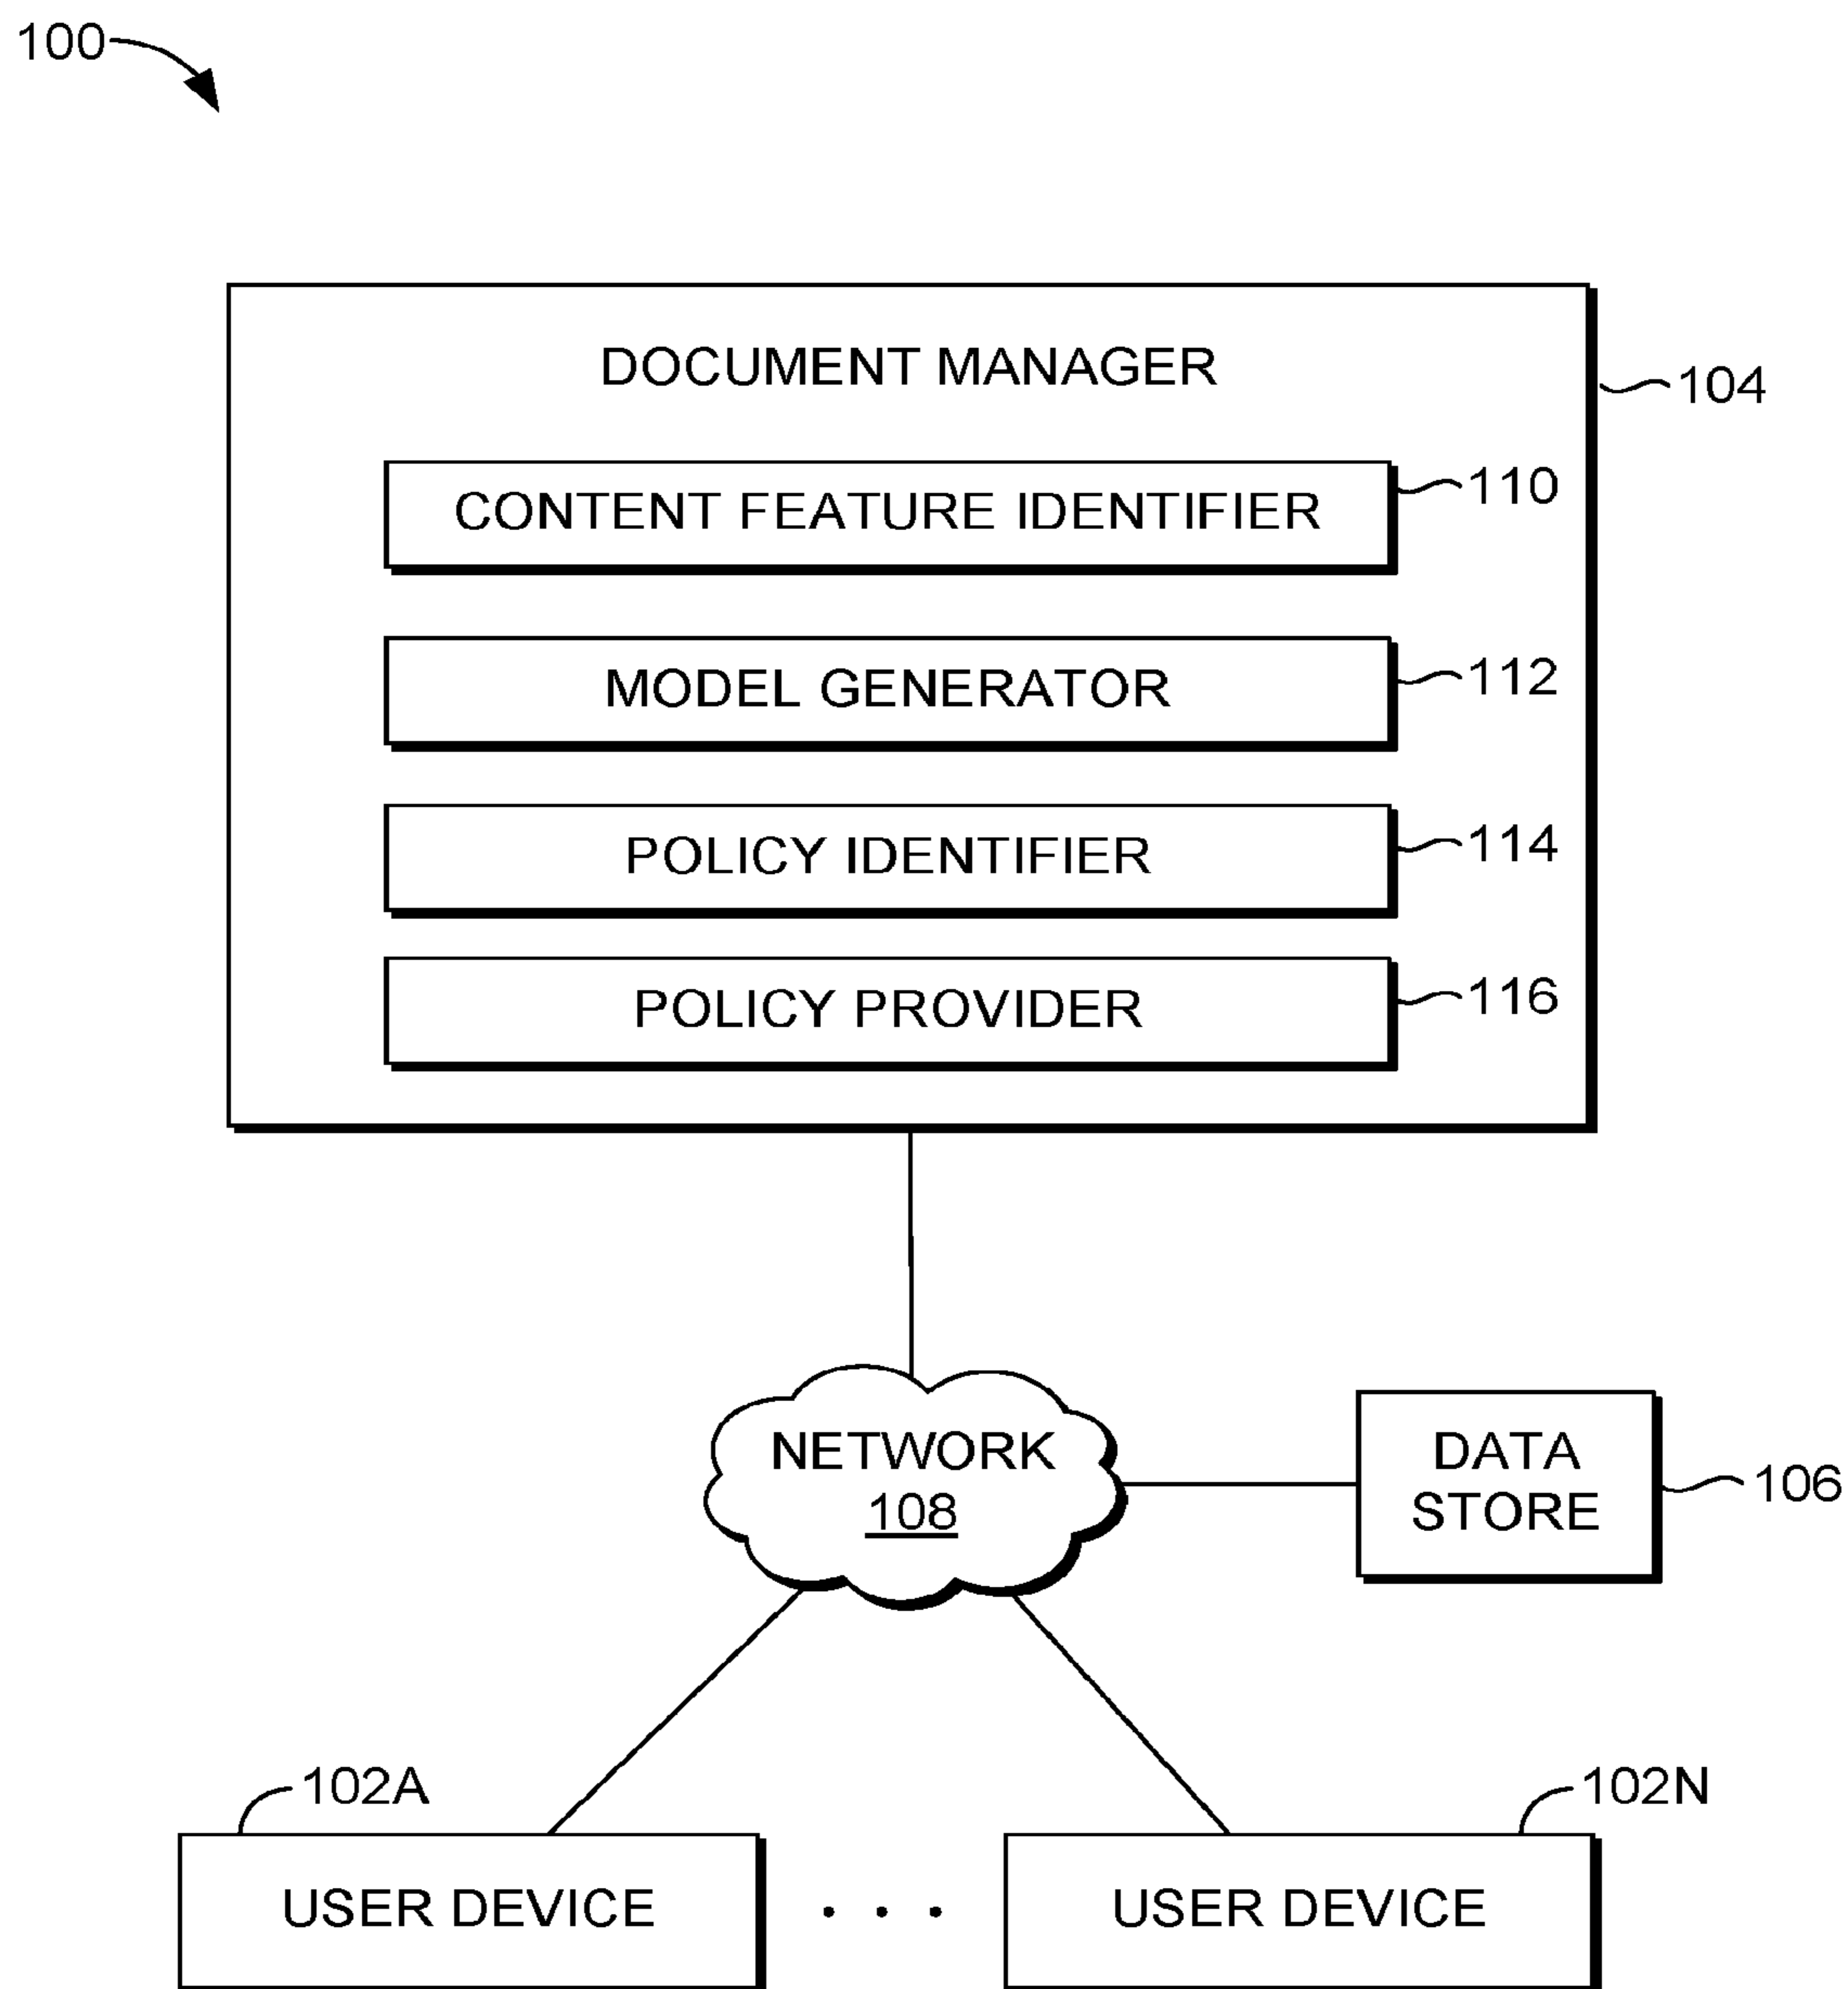 100
DOCUMENT MANAGER
104
CONTENT FEATURE IDENTIFIER
110
MODEL GENERATOR
112
POLICY IDENTIFIER
114
POLICY PROVIDER
116
NETWORK
108
DATA
STORE
106
102A
102N
USER DEVICE
. . .
USER DEVICE